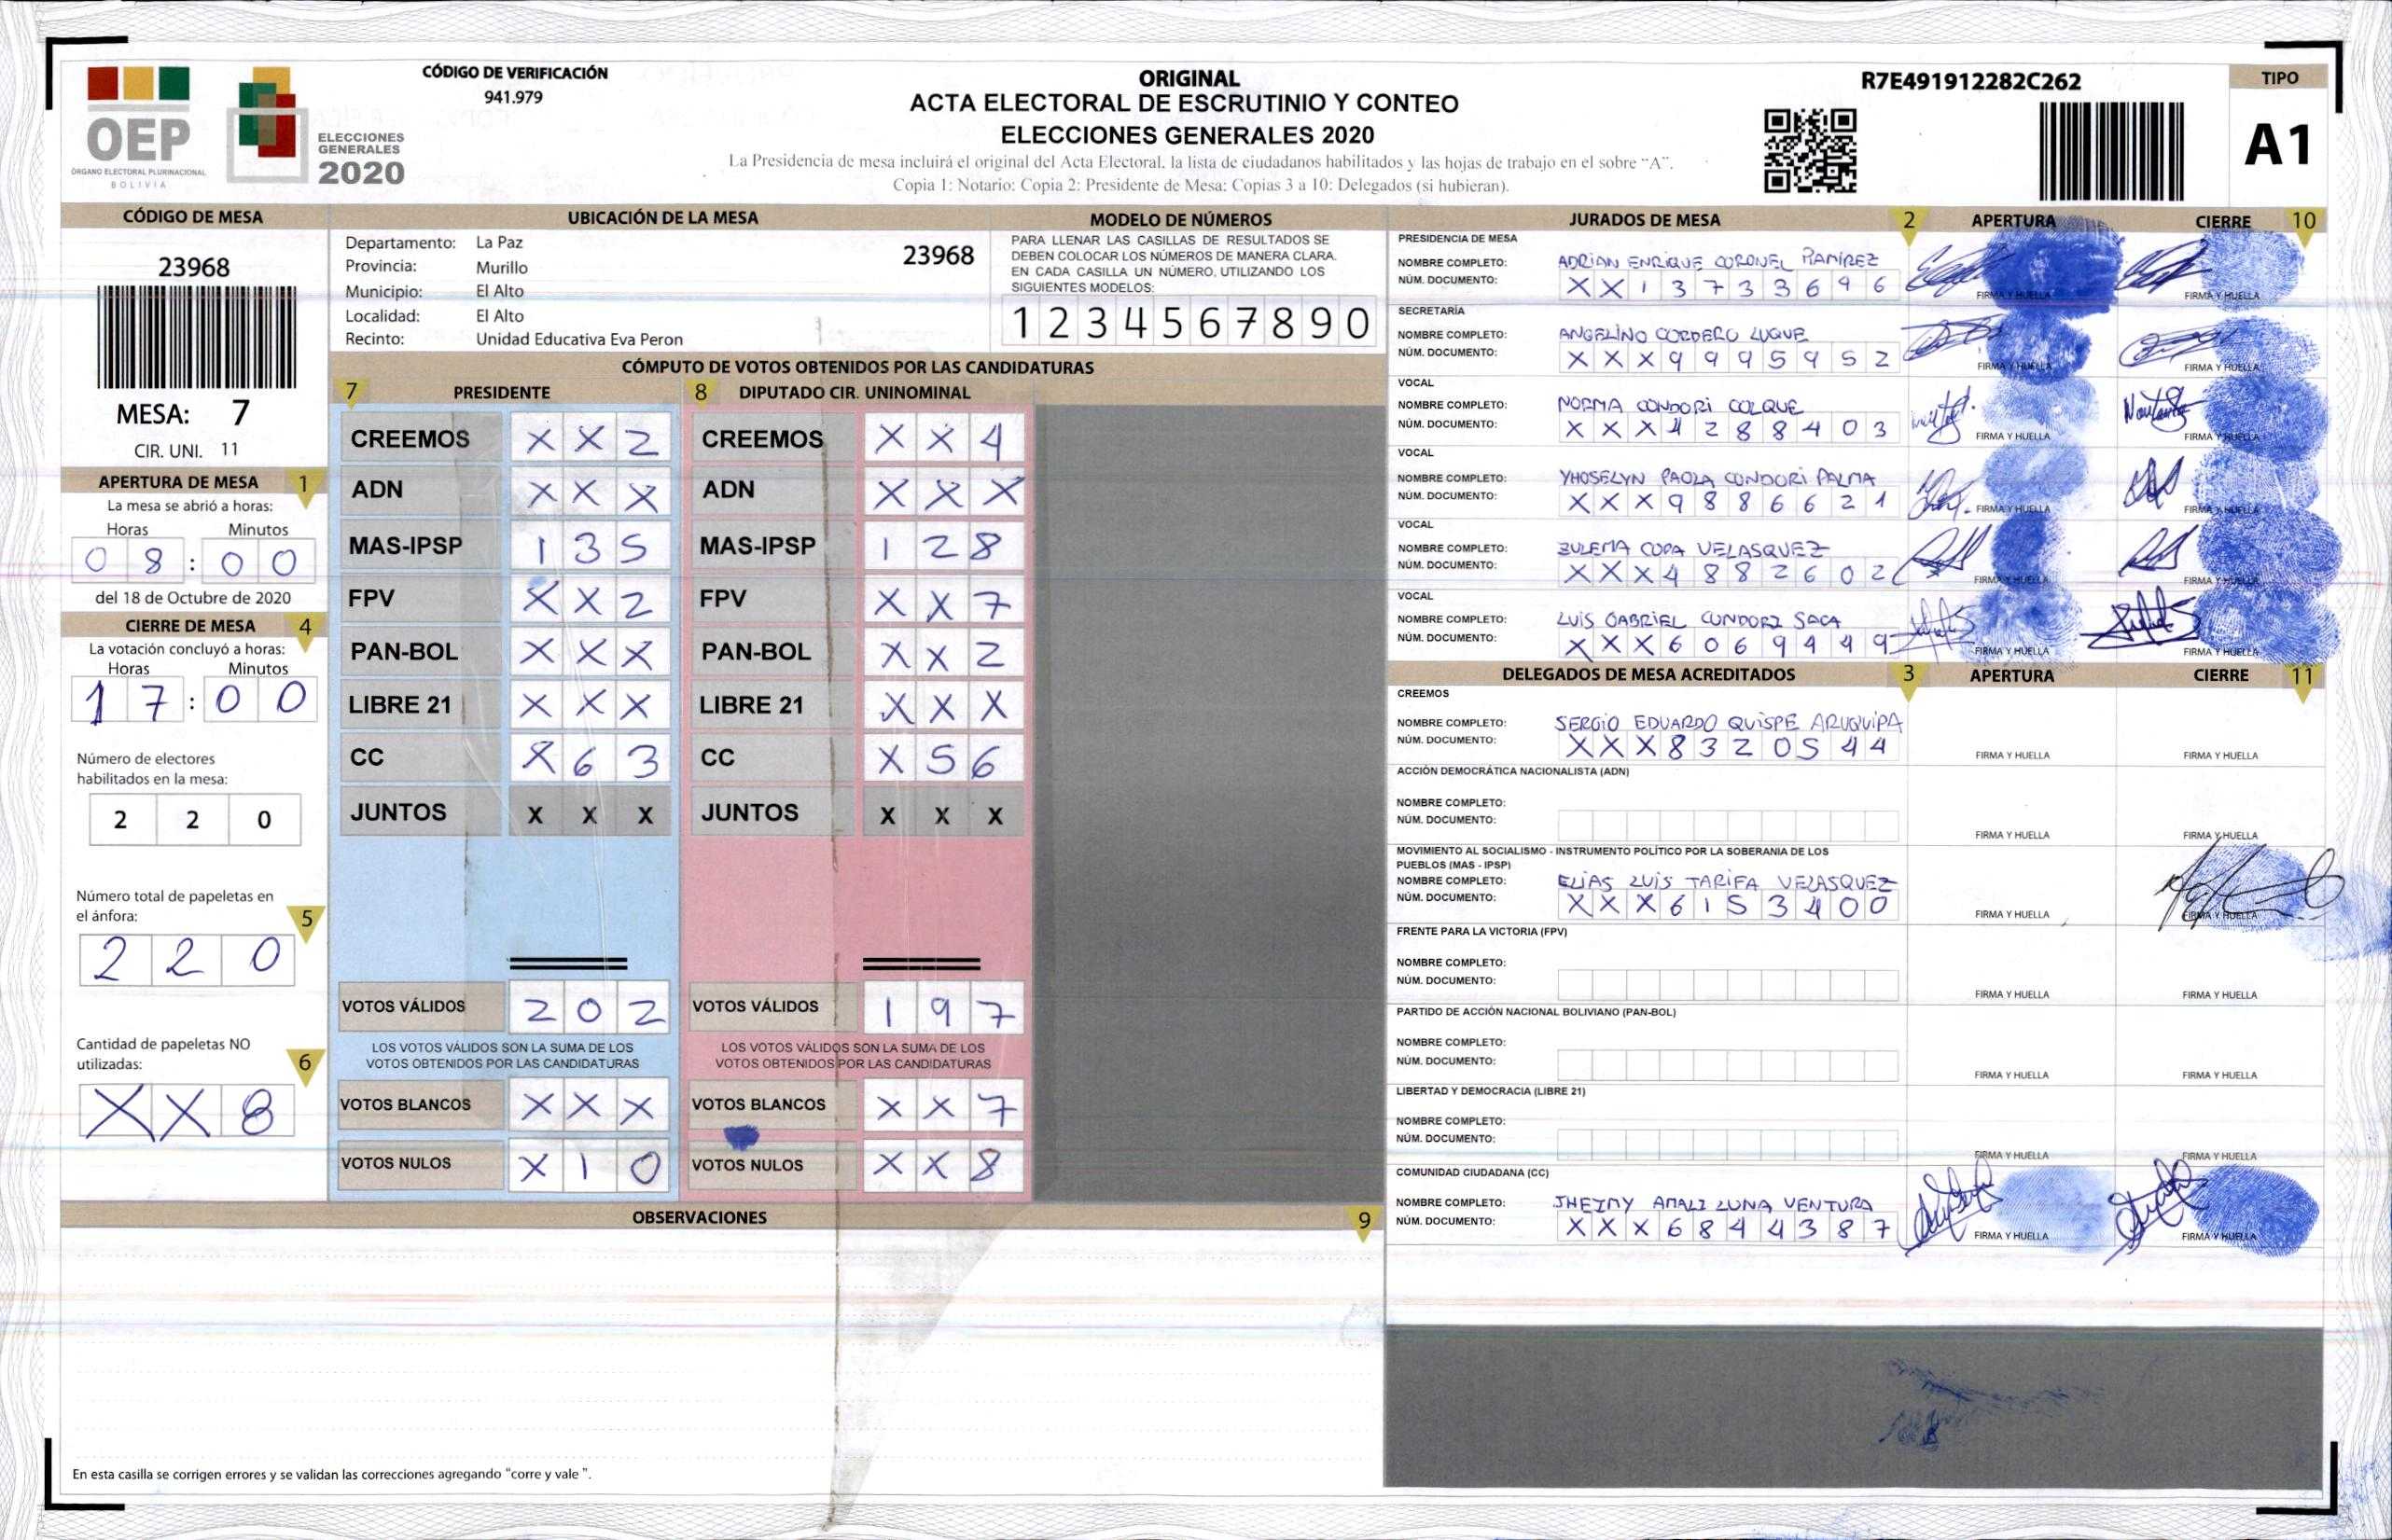 CÓDIGO DE VERIFICACIÓN
941.979
OEP
ÓRGANO ELECTORAL PLURINACIONAL
BOLIVIA
ELECCIONES
GENERALES
2020
ORIGINAL
ACTA ELECTORAL DE ESCRUTINIO Y CONTEO
ELECCIONES GENERALES 2020
La Presidencia de mesa incluirá el original del Acta Electoral, la lista de ciudadanos habilitados y las hojas de trabajo en el sobre “A”.
Copia 1: Notario; Copia 2: Presidente de Mesa; Copias 3 a 10: Delegados (si hubieran).
R7E491912282C262
TIPO
A1
CÓDIGO DE MESA
23968
MESA: 7
CIR. UNI. 11
APERTURA DE MESA 1
La mesa se abrió a horas:
Horas Minutos
0 8 : 0 0
del 18 de Octubre de 2020
CIERRE DE MESA 4
La votación concluyó a horas:
Horas Minutos
1 7 : 0 0
Número de electores
habilitados en la mesa:
2 2 0
Número total de papeletas en
el ánfora: 5
2 2 0
Cantidad de papeletas NO
utilizadas: 6
X X 8
UBICACIÓN DE LA MESA
Departamento: La Paz 23968
Provincia: Murillo
Municipio: El Alto
Localidad: El Alto
Recinto: Unidad Educativa Eva Peron
MODELO DE NÚMEROS
PARA LLENAR LAS CASILLAS DE RESULTADOS SE
DEBEN COLOCAR LOS NÚMEROS DE MANERA CLARA.
EN CADA CASILLA UN NÚMERO, UTILIZANDO LOS
SIGUIENTES MODELOS:
1 2 3 4 5 6 7 8 9 0
CÓMPUTO DE VOTOS OBTENIDOS POR LAS CANDIDATURAS
7 PRESIDENTE 8 DIPUTADO CIR. UNINOMINAL
CREEMOS X X 2 CREEMOS X X 4
ADN X X X ADN X X X
MAS-IPSP 1 3 5 MAS-IPSP 1 2 8
FPV X X 2 FPV X X 7
PAN-BOL X X X PAN-BOL X X 2
LIBRE 21 X X X LIBRE 21 X X X
CC X 6 3 CC X 5 6
JUNTOS X X X JUNTOS X X X
VOTOS VÁLIDOS 2 0 2 VOTOS VÁLIDOS 1 9 7
LOS VOTOS VÁLIDOS SON LA SUMA DE LOS LOS VOTOS VÁLIDOS SON LA SUMA DE LOS
VOTOS OBTENIDOS POR LAS CANDIDATURAS VOTOS OBTENIDOS POR LAS CANDIDATURAS
VOTOS BLANCOS X X X VOTOS BLANCOS X X 7
VOTOS NULOS X 1 0 VOTOS NULOS X X 8
OBSERVACIONES 9
En esta casilla se corrigen errores y se validan las correcciones agregando “corre y vale”.
JURADOS DE MESA 2 APERTURA CIERRE 10
PRESIDENCIA DE MESA
NOMBRE COMPLETO: ADRIAN ENRIQUE CORONEL RAMIREZ
NÚM. DOCUMENTO: X X 1 3 7 3 3 6 9 6
FIRMA Y HUELLA FIRMA Y HUELLA
SECRETARÍA
NOMBRE COMPLETO: ANGELINO CORDERO LUQUE
NÚM. DOCUMENTO: X X X 9 9 9 5 9 5 2
FIRMA Y HUELLA FIRMA Y HUELLA
VOCAL
NOMBRE COMPLETO: NORMA CONDORI COLQUE
NÚM. DOCUMENTO: X X X 4 2 8 8 4 0 3
FIRMA Y HUELLA FIRMA Y HUELLA
VOCAL
NOMBRE COMPLETO: YHOSELYN PAOLA CONDORI PALMA
NÚM. DOCUMENTO: X X X 9 8 8 6 6 2 1
FIRMA Y HUELLA FIRMA Y HUELLA
VOCAL
NOMBRE COMPLETO: ZULEMA COPA VELASQUEZ
NÚM. DOCUMENTO: X X X 4 8 8 2 6 0 2
FIRMA Y HUELLA FIRMA Y HUELLA
VOCAL
NOMBRE COMPLETO: LUIS GABRIEL CONDORI SACA
NÚM. DOCUMENTO: X X X 6 0 6 9 4 4 9
FIRMA Y HUELLA FIRMA Y HUELLA
DELEGADOS DE MESA ACREDITADOS 3 APERTURA CIERRE 11
CREEMOS
NOMBRE COMPLETO: SERGIO EDUARDO QUISPE ARUQUIPA
NÚM. DOCUMENTO: X X X 8 3 2 0 5 4 4
FIRMA Y HUELLA FIRMA Y HUELLA
ACCIÓN DEMOCRÁTICA NACIONALISTA (ADN)
NOMBRE COMPLETO:
NÚM. DOCUMENTO:
FIRMA Y HUELLA FIRMA Y HUELLA
MOVIMIENTO AL SOCIALISMO - INSTRUMENTO POLÍTICO POR LA SOBERANIA DE LOS
PUEBLOS (MAS - IPSP)
NOMBRE COMPLETO: ELIAS LUIS TARIFA VELASQUEZ
NÚM. DOCUMENTO: X X X 6 1 5 3 4 0 0
FIRMA Y HUELLA FIRMA Y HUELLA
FRENTE PARA LA VICTORIA (FPV)
NOMBRE COMPLETO:
NÚM. DOCUMENTO:
FIRMA Y HUELLA FIRMA Y HUELLA
PARTIDO DE ACCIÓN NACIONAL BOLIVIANO (PAN-BOL)
NOMBRE COMPLETO:
NÚM. DOCUMENTO:
FIRMA Y HUELLA FIRMA Y HUELLA
LIBERTAD Y DEMOCRACIA (LIBRE 21)
NOMBRE COMPLETO:
NÚM. DOCUMENTO:
FIRMA Y HUELLA FIRMA Y HUELLA
COMUNIDAD CIUDADANA (CC)
NOMBRE COMPLETO: JHEIMY AMALI LUNA VENTURA
NÚM. DOCUMENTO: X X X 6 8 4 4 3 8 7
FIRMA Y HUELLA FIRMA Y HUELLA